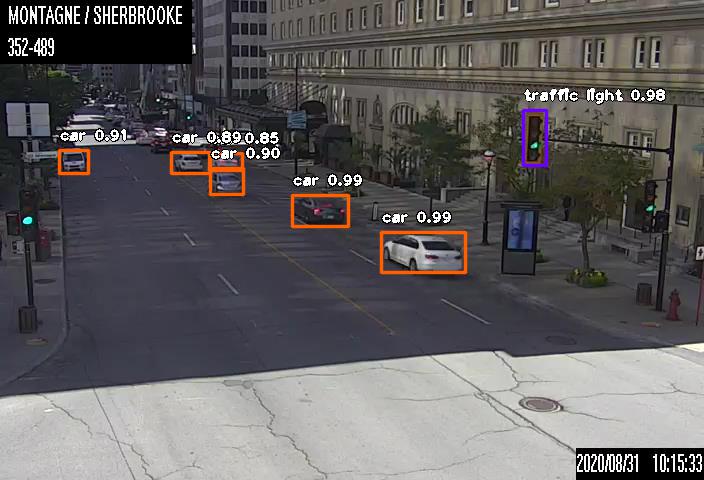 MONTAGNE / SHERBROOKE
352-489
traffic light 0.98
car 0.91
car 0.89
0.85
car 0.90
car 0.99
car 0.99
2020/08/31 10:15:33